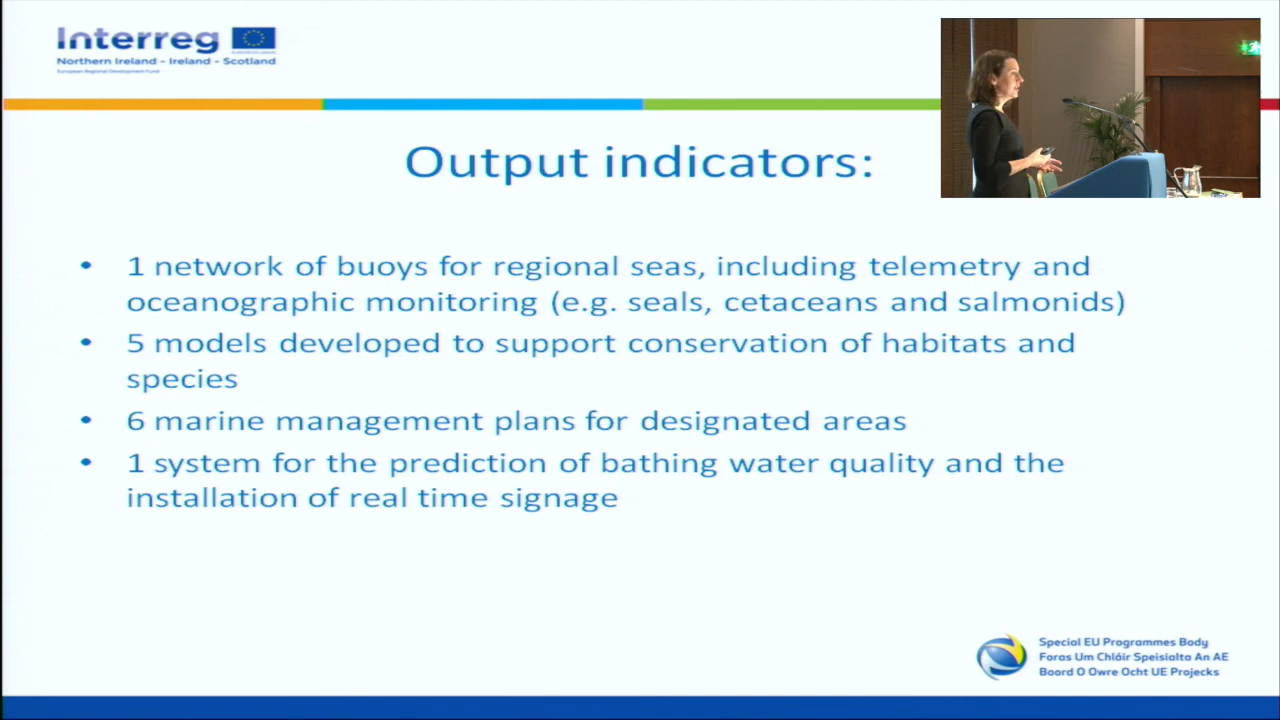 Interreg
Northern Ireland - Ireland - Scotland
European Regional Development Fund
Output indicators:
• 1 network of buoys for regional seas, including telemetry and
oceanographic monitoring (e.g. seals, cetaceans and salmonids)
• 5 models developed to support conservation of habitats and
species
• 6 marine management plans for designated areas
• 1 system for the prediction of bathing water quality and the
installation of real time signage
Special EU Programmes Body
Foras Um Chláir Speisialta An AE
Boord O Owre Ocht UE Projecks